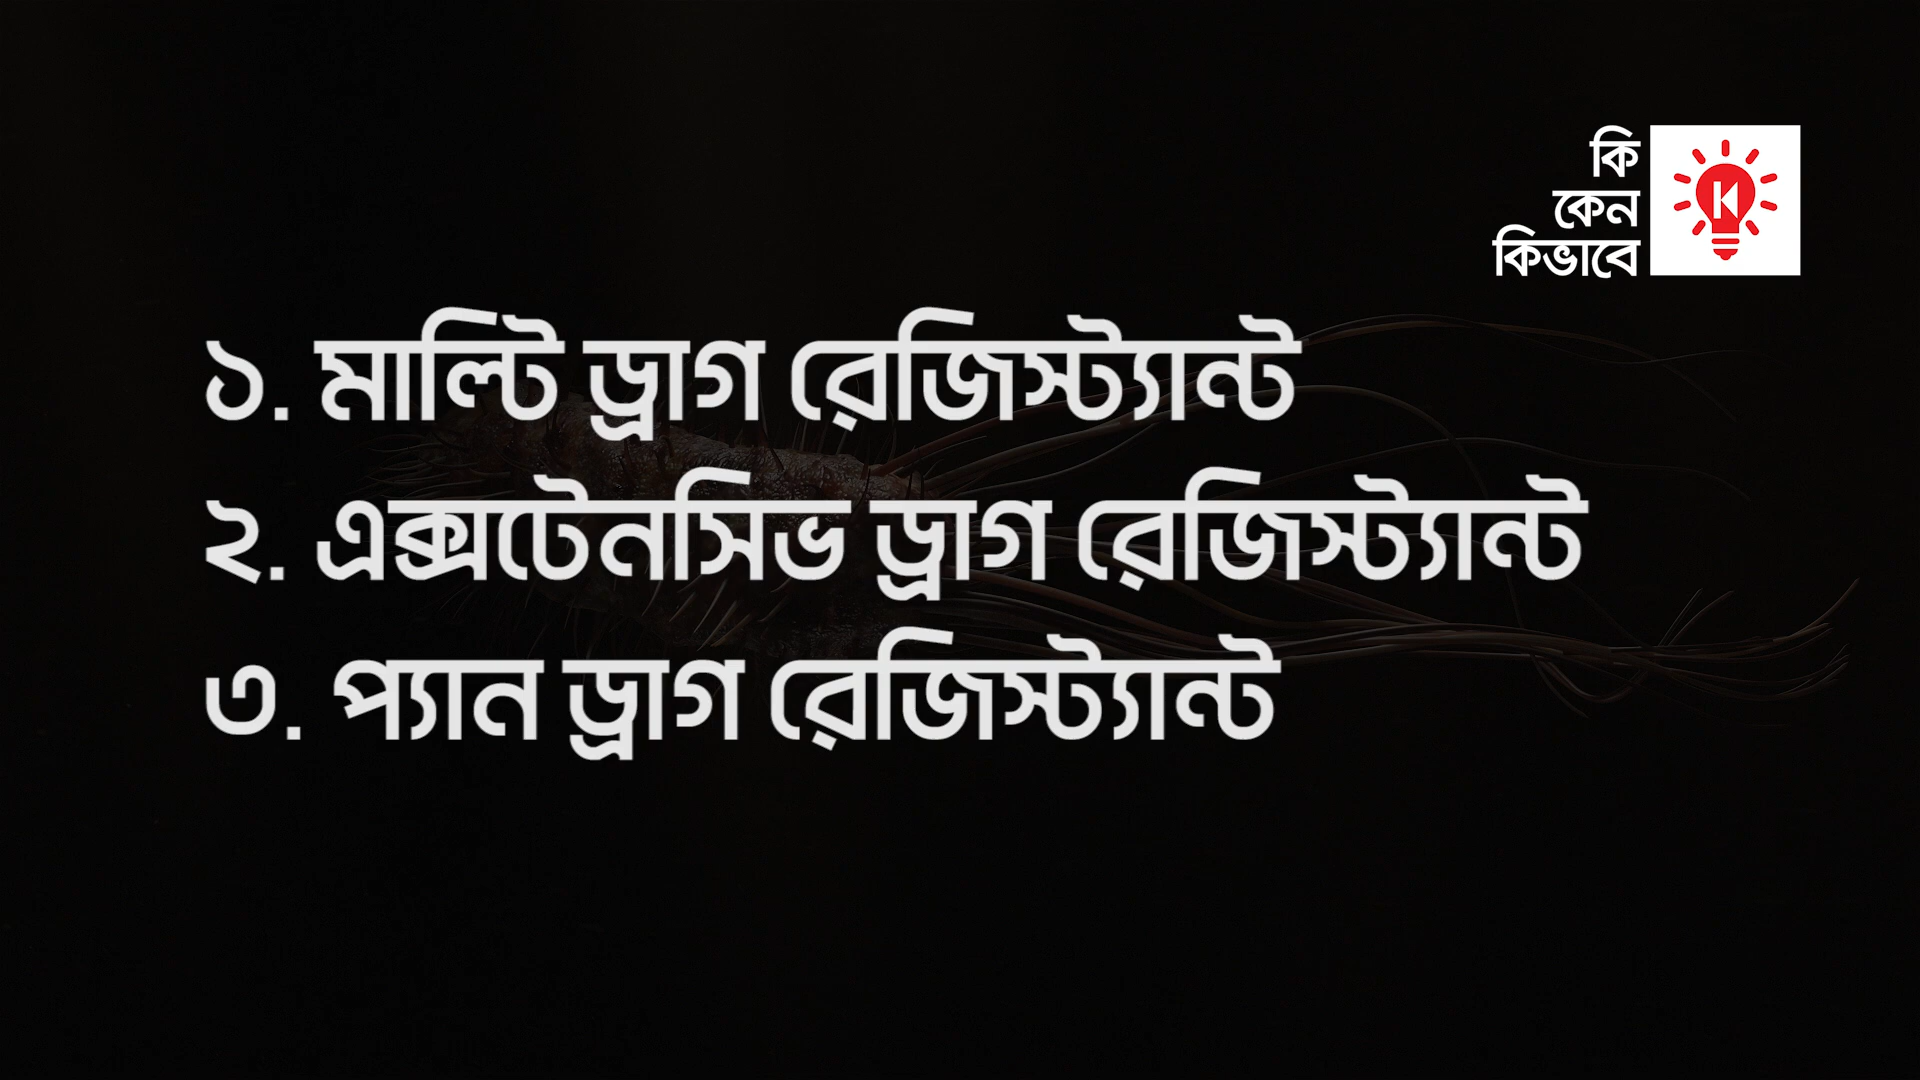 কি
কেন
কিভাবে
১. মাল্টি ড্রাগ রেজিস্ট্যান্ট
২. এক্সটেনসিভ ড্রাগ রেজিস্ট্যান্ট
৩. প্যান ড্রাগ রেজিস্ট্যান্ট